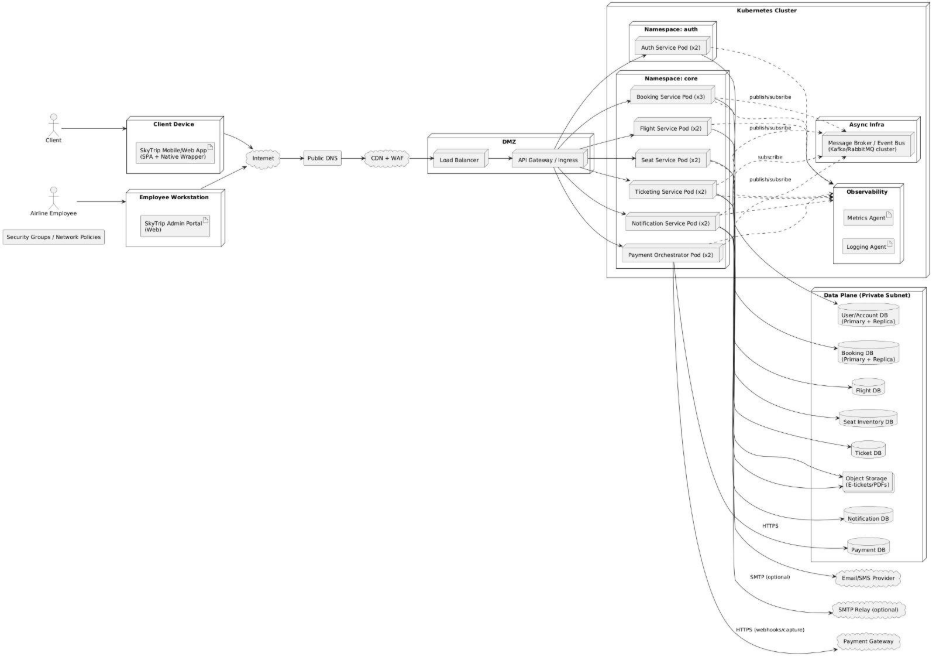 Kubernetes Cluster
Namespace: auth
Auth Service Pod (x2)
Namespace: core
Booking Service Pod (x3)
publish/subsribe
Flight Service Pod (x2)
publish/subsribe
Seat Service Pod (x2)
subscribe
Ticketing Service Pod (x2)
publish/subsribe
Notification Service Pod (x2)
Payment Orchestrator Pod (x2)
Async Infra
Message Broker / Event Bus
(Kafka/RabbitMQ cluster)
Observability
Metrics Agent
Logging Agent
Client
Client Device
SkyTrip Mobile/Web App
(SPA + Native Wrapper)
Airline Employee
Employee Workstation
SkyTrip Admin Portal
(Web)
Security Groups / Network Policies
Internet
Public DNS
CDN + WAF
DMZ
Load Balancer
API Gateway / Ingress
Data Plane (Private Subnet)
User/Account DB
(Primary + Replica)
Booking DB
(Primary + Replica)
Flight DB
Seat Inventory DB
Ticket DB
Object Storage
(E-tickets/PDFs)
Notification DB
Payment DB
HTTPS
Email/SMS Provider
SMTP (optional)
SMTP Relay (optional)
HTTPS (webhooks/capture)
Payment Gateway